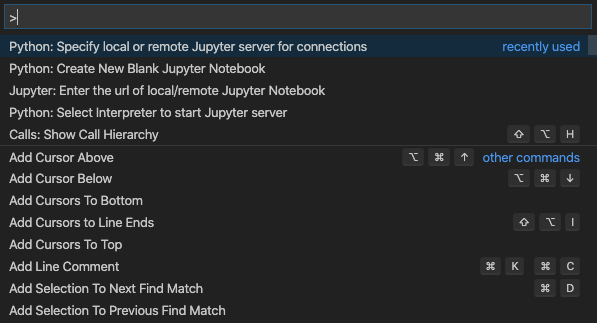 >
Python: Specify local or remote Jupyter server for connections recently used
Python: Create New Blank Jupyter Notebook
Jupyter: Enter the url of local/remote Jupyter Notebook
Python: Select Interpreter to start Jupyter server
Calls: Show Call Hierarchy ⇧ ⌥ H
Add Cursor Above ⌥ ⌘ ↑ other commands
Add Cursor Below ⌥ ⌘ ↓
Add Cursors To Bottom
Add Cursors to Line Ends ⇧ ⌥ I
Add Cursors To Top
Add Line Comment ⌘ K ⌘ C
Add Selection To Next Find Match ⌘ D
Add Selection To Previous Find Match